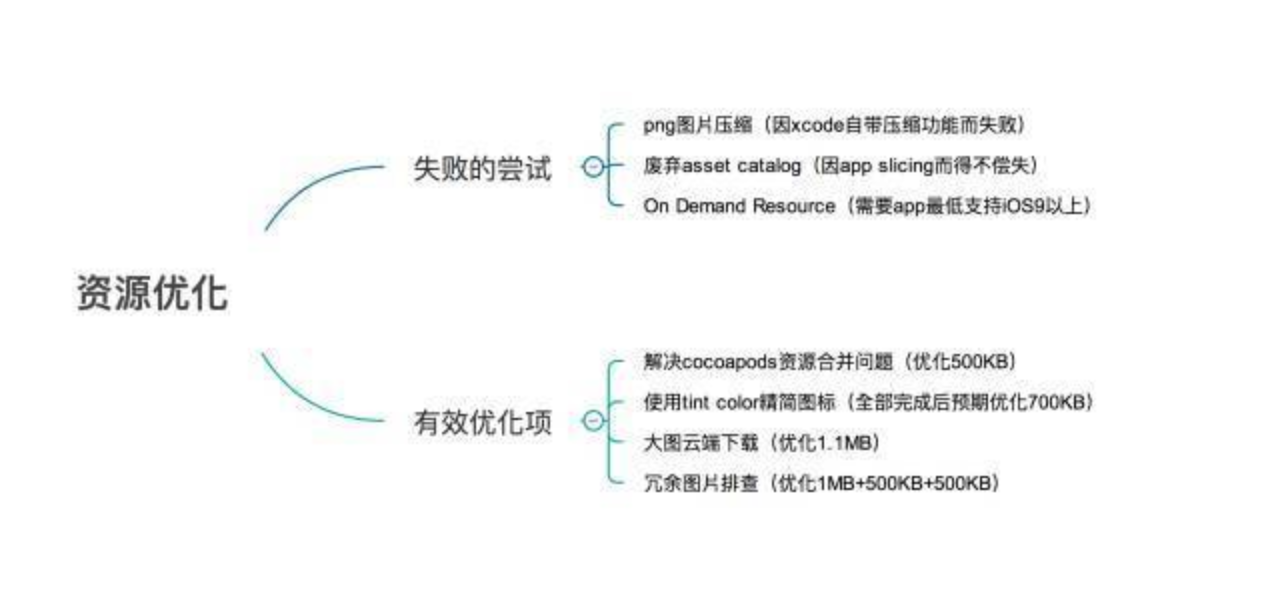 资源优化
失败的尝试
png图片压缩（因xcode自带压缩功能而失败）
废弃asset catalog（因app slicing而得不偿失）
On Demand Resource（需要app最低支持iOS9以上）
有效优化项
解决cocoapods资源合并问题（优化500KB）
使用tint color精简图标（全部完成后预期优化700KB）
大图云端下载（优化1.1MB）
冗余图片排查（优化1MB+500KB+500KB）